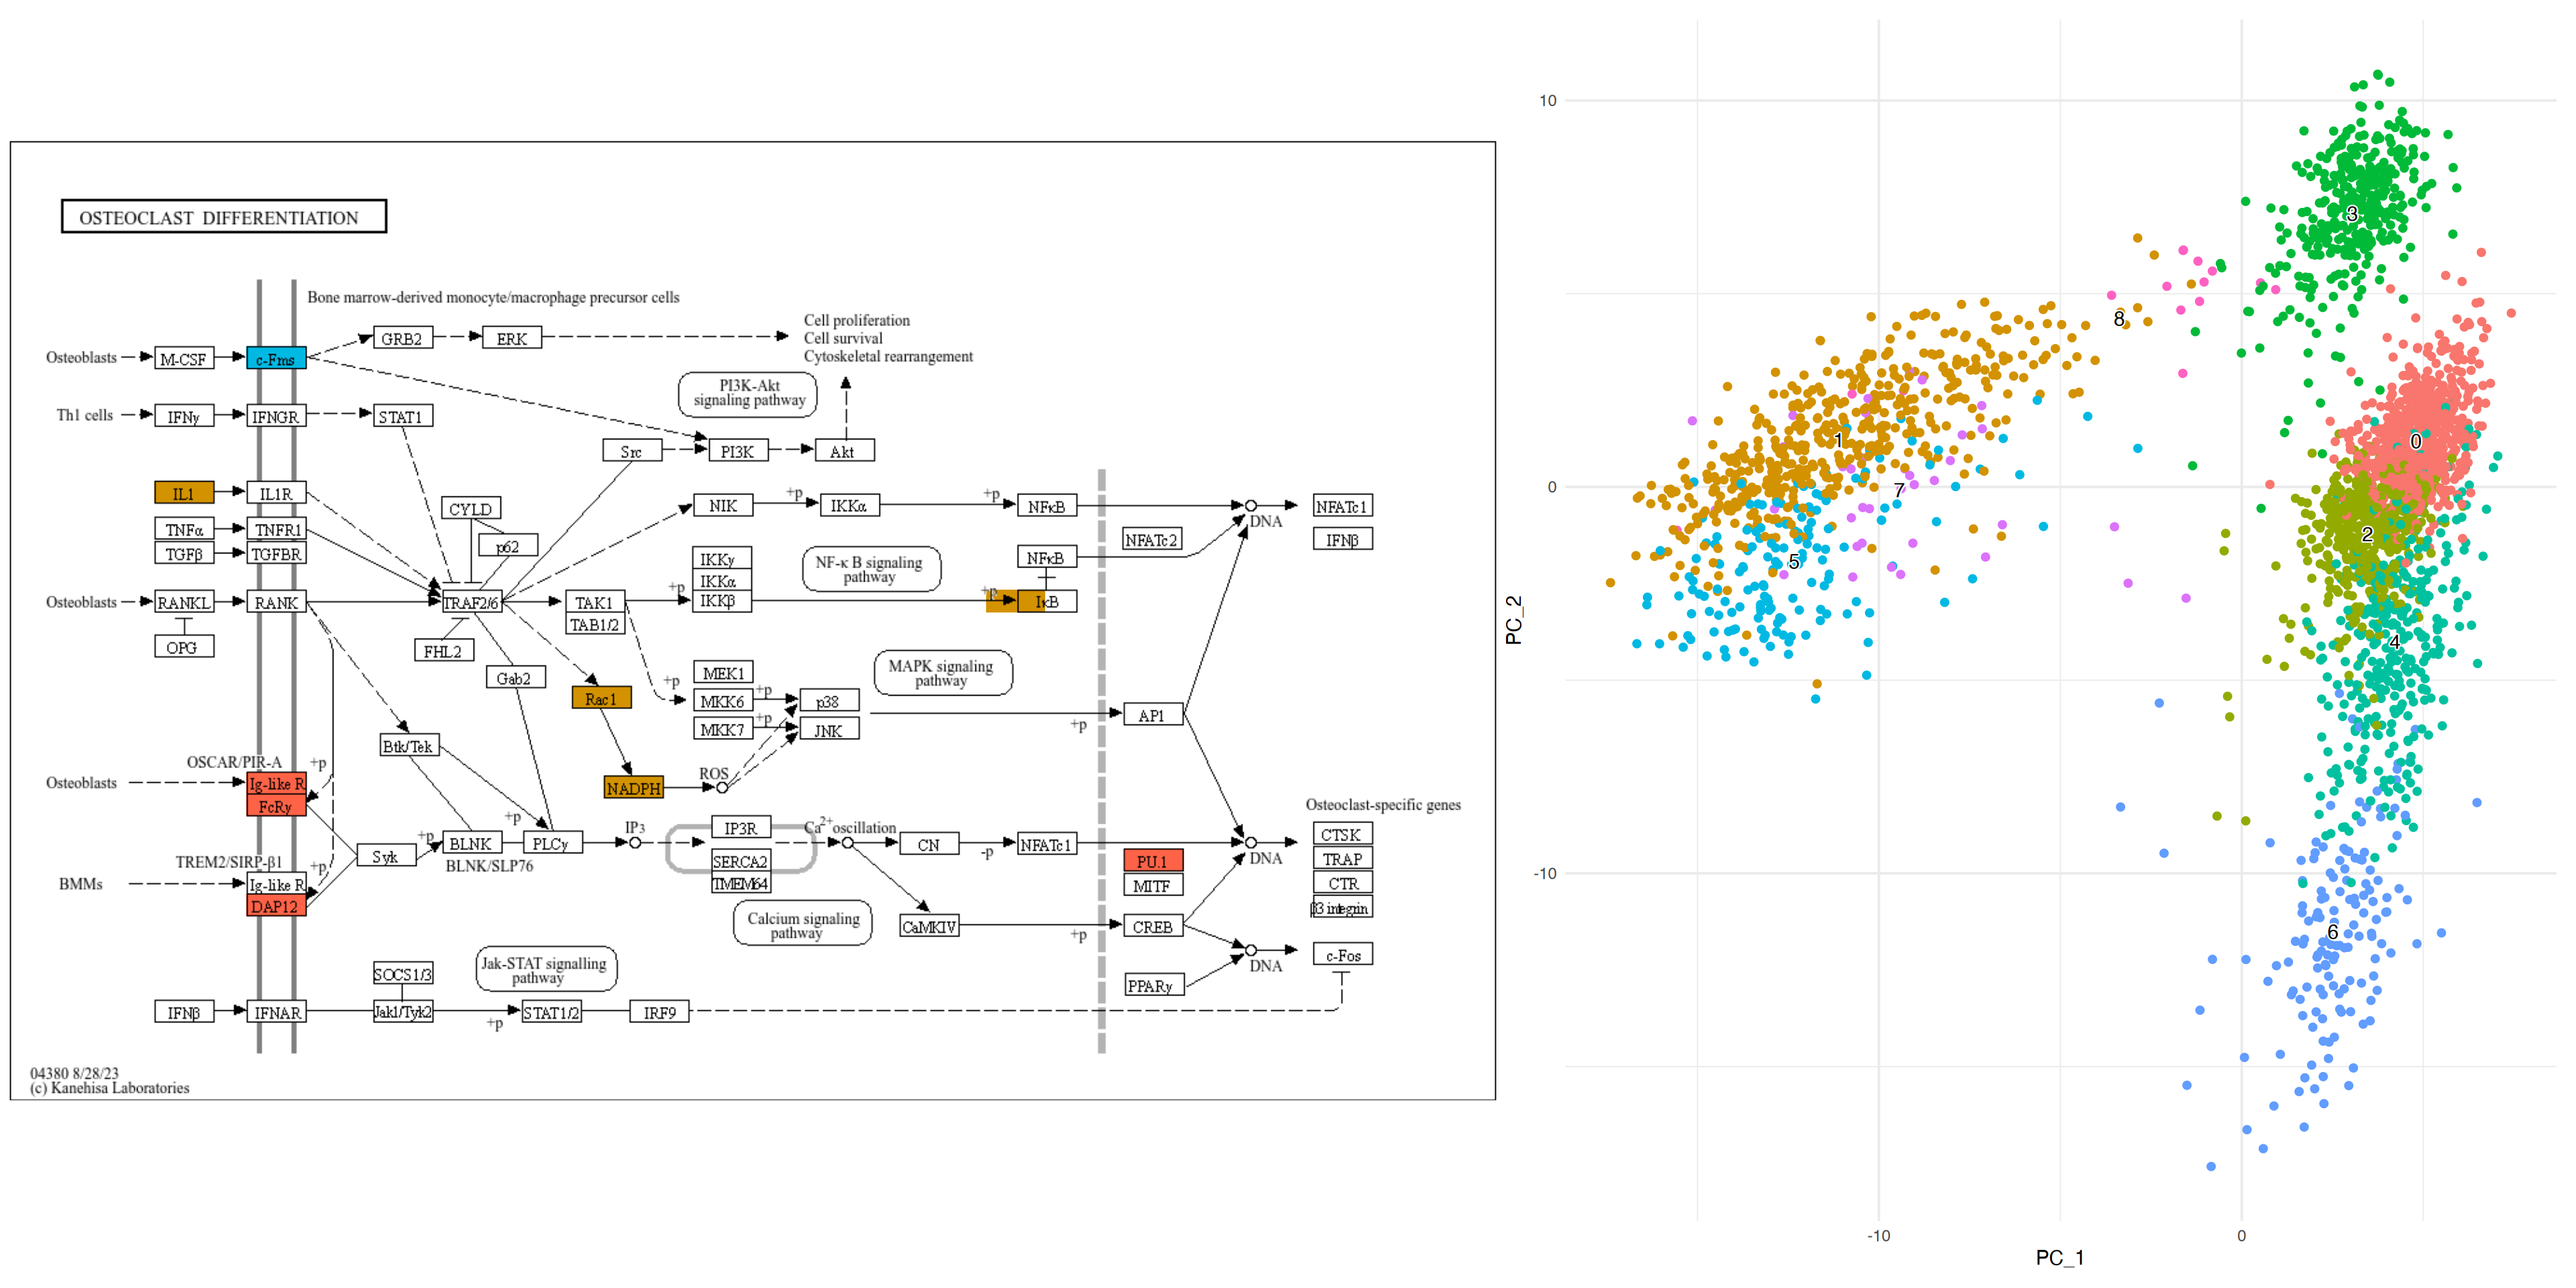 OSTEOCLAST DIFFERENTIATION
Bone marrow-derived monocyte/macrophage precursor cells
Osteoblasts
M-CSF
c-Fms
GRB2
ERK
Cell proliferation
Cell survival
Cytoskeletal rearrangement
PI3K-Akt
signaling pathway
Th1 cells
IFNγ
IFNGR
STAT1
Src
PI3K
Akt
IL1
IL1R
CYLD
NIK
+p
IKKα
+p
NFκB
DNA
NFATc1
TNFα
TNFR1
p62
NFATc2
IFNβ
TGFβ
TGFBR
IKKγ
IKKα
IKKβ
NF-κ B signaling
pathway
NFκB
Osteoblasts
RANKL
RANK
TRAF2/6
TAK1
TAB1/2
+p
+p
IκB
OPG
FHL2
Gab2
MEK1
MKK6
MKK7
+p
+p
+p
p38
JNK
MAPK signaling
pathway
Rac1
+p
AP1
Btk/Tek
OSCAR/PIR-A
+p
Osteoblasts
Ig-like R
FcRγ
NADPH
ROS
Osteoclast-specific genes
+p
+p
IP3
IP3R
Ca2+ oscillation
CTSK
TREM2/SIRP-β1
+p
Syk
BLNK
BLNK/SLP76
PLCγ
SERCA2
TMEM64
CN
-p
NFATc1
PU.1
MITF
DNA
TRAP
CTR
β3 integrin
BMMs
Ig-like R
DAP12
Calcium signaling
pathway
CaMKIV
+p
CREB
SOCS1/3
Jak-STAT signalling
pathway
DNA
c-Fos
PPARγ
IFNβ
IFNAR
Jak1/Tyk2
+p
STAT1/2
IRF9
04380 8/28/23
(c) Kanehisa Laboratories
10
0
-10
PC_2
3
8
1
0
7
2
5
4
6
-10
0
PC_1